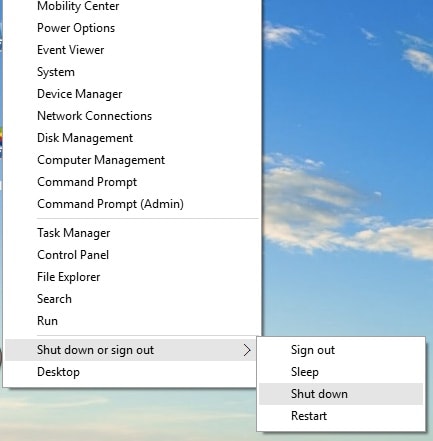 Mobility Center
Power Options
Event Viewer
System
Device Manager
Network Connections
Disk Management
Computer Management
Command Prompt
Command Prompt (Admin)
Task Manager
Control Panel
File Explorer
Search
Run
Shut down or sign out
Desktop
Sign out
Sleep
Shut down
Restart